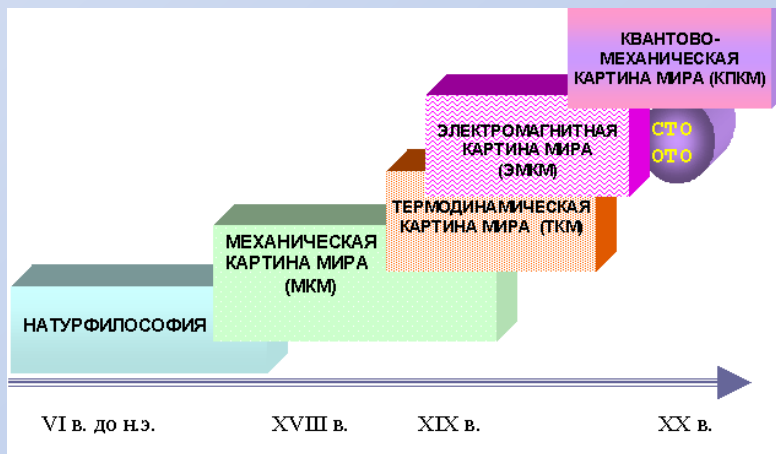 КВАНТОВО-
МЕХАНИЧЕСКАЯ
КАРТИНА МИРА (КПКМ)
ЭЛЕКТРОМАГНИТНАЯ
КАРТИНА МИРА
(ЭМКМ)
СТО
ОТО
ТЕРМОДИНАМИЧЕСКАЯ
КАРТИНА МИРА (ТКМ)
МЕХАНИЧЕСКАЯ
КАРТИНА МИРА
(МКМ)
НАТУРФИЛОСОФИЯ
VI в. до н.э.
XVIII в.
XIX в.
XX в.